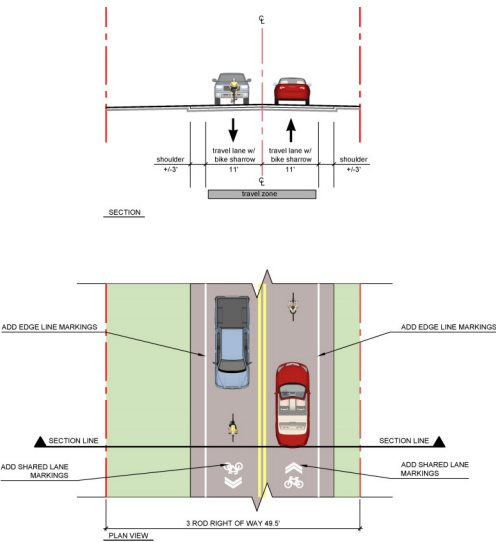 ℄
travel lane w/ travel lane w/
shoulder bike sharrow bike sharrow shoulder
+/-3' 11' 11' +/-3'
℄
travel zone
SECTION
ADD EDGE LINE MARKINGS
ADD EDGE LINE MARKINGS
SECTION LINE
SECTION LINE
ADD SHARED LANE
MARKINGS
ADD SHARED LANE
MARKINGS
3 ROD RIGHT OF WAY 49.5'
PLAN VIEW